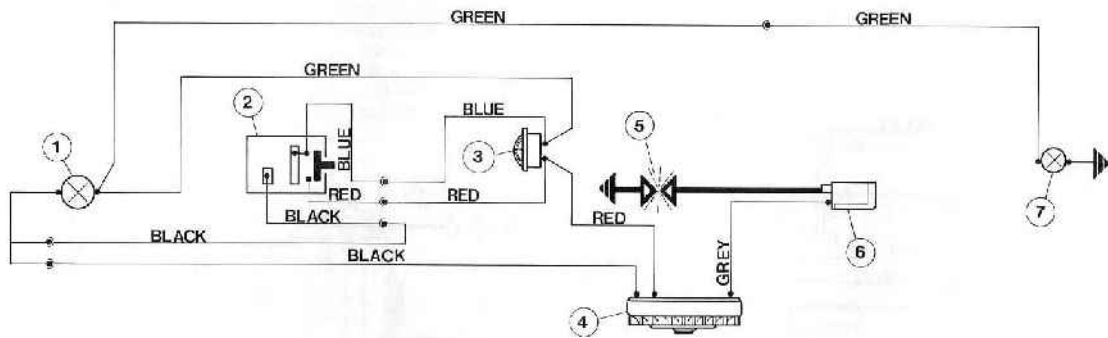 GREEN GREEN
GREEN
2
BLUE
5
1
BLUE
3
7
RED RED
BLACK
RED
6
BLACK
BLACK
GREY
4